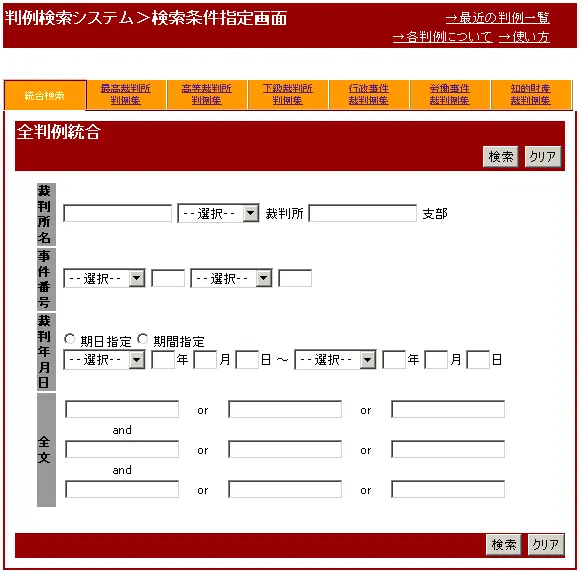 判例検索システム＞検索条件指定画面
→最近の判例一覧
→各判例について →使い方
統合検索
最高裁判所
判例集
高等裁判所
判例集
下級裁判所
判例集
行政事件
裁判例集
労働事件
裁判例集
知的財産
裁判例集
全判例統合
検索 クリア
裁判所名
--選択-- 裁判所 支部
事件番号
--選択-- --選択--
裁判年月日
期日指定 期間指定
--選択-- 年 月 日 ～ --選択-- 年 月 日
全文
or or
and
or or
and
or or
検索 クリア